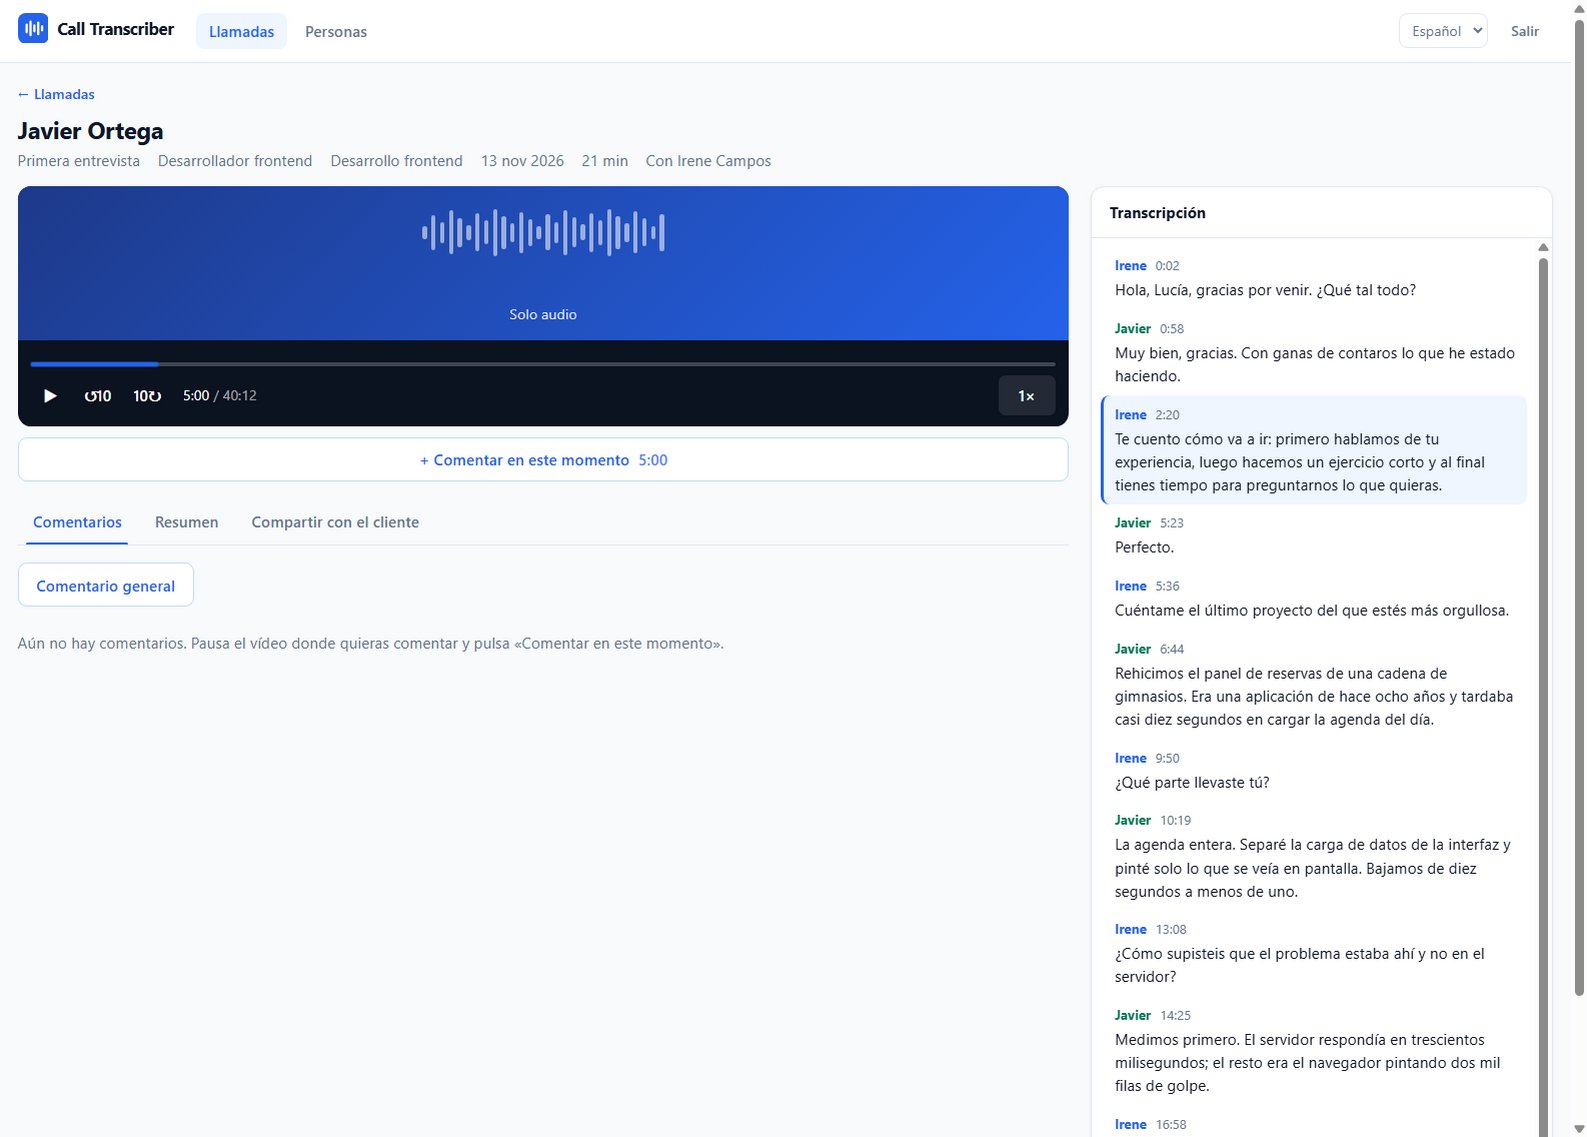 Call Transcriber
Llamadas
Personas
Español
Salir
← Llamadas
Javier Ortega
Primera entrevista Desarrollador frontend Desarrollo frontend 13 nov 2026 21 min Con Irene Campos
Solo audio
▶ ↺10 10↻ 5:00 / 40:12
1×
+ Comentar en este momento 5:00
Comentarios
Resumen
Compartir con el cliente
Comentario general
Aún no hay comentarios. Pausa el vídeo donde quieras comentar y pulsa «Comentar en este momento».
Transcripción
Irene 0:02
Hola, Lucía, gracias por venir. ¿Qué tal todo?
Javier 0:58
Muy bien, gracias. Con ganas de contaros lo que he estado
haciendo.
Irene 2:20
Te cuento cómo va a ir: primero hablamos de tu
experiencia, luego hacemos un ejercicio corto y al final
tienes tiempo para preguntarnos lo que quieras.
Javier 5:23
Perfecto.
Irene 5:36
Cuéntame el último proyecto del que estés más orgullosa.
Javier 6:44
Rehicimos el panel de reservas de una cadena de
gimnasios. Era una aplicación de hace ocho años y tardaba
casi diez segundos en cargar la agenda del día.
Irene 9:50
¿Qué parte llevaste tú?
Javier 10:19
La agenda entera. Separé la carga de datos de la interfaz y
pinté solo lo que se veía en pantalla. Bajamos de diez
segundos a menos de uno.
Irene 13:08
¿Cómo supisteis que el problema estaba ahí y no en el
servidor?
Javier 14:25
Medimos primero. El servidor respondía en trescientos
milisegundos; el resto era el navegador pintando dos mil
filas de golpe.
Irene 16:58